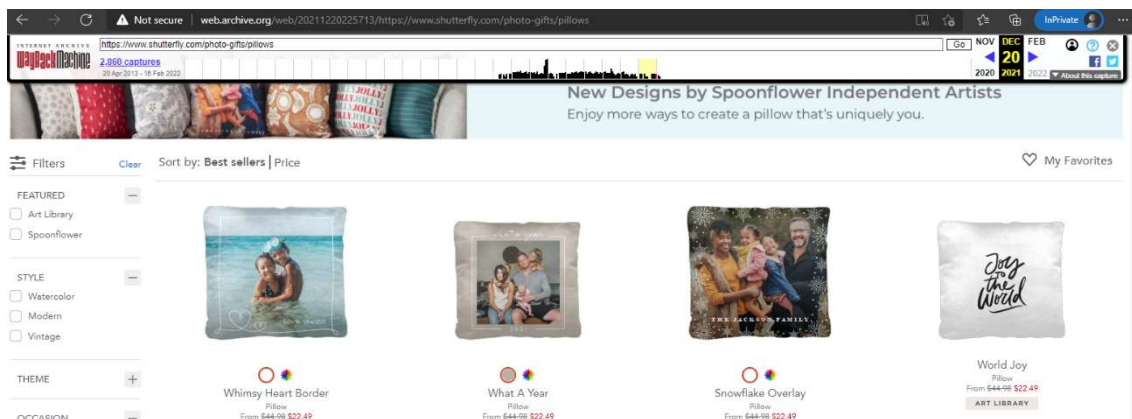 Not secure | web.archive.org/web/20211220225713/https://www.shutterfly.com/photo-gifts/pillows
InPrivate
INTERNET ARCHIVE
WayBackMachine
https://www.shutterfly.com/photo-gifts/pillows
Go
NOV DEC FEB
20
2020 2021 2022
2,860 captures
20 Apr 2013 - 16 Feb 2022
About this capture
New Designs by Spoonflower Independent Artists
Enjoy more ways to create a pillow that's uniquely you.
Filters
Clear
Sort by: Best sellers | Price
My Favorites
FEATURED
Art Library
Spoonflower
STYLE
Watercolor
Modern
Vintage
THEME
OCCASION
THE JACKSON FAMILY
Joy
to
the
World
Whimsy Heart Border
Pillow
From $44.98 $22.49
What A Year
Pillow
From $44.98 $22.49
Snowflake Overlay
Pillow
From $44.98 $22.49
World Joy
Pillow
From $44.98 $22.49
ART LIBRARY